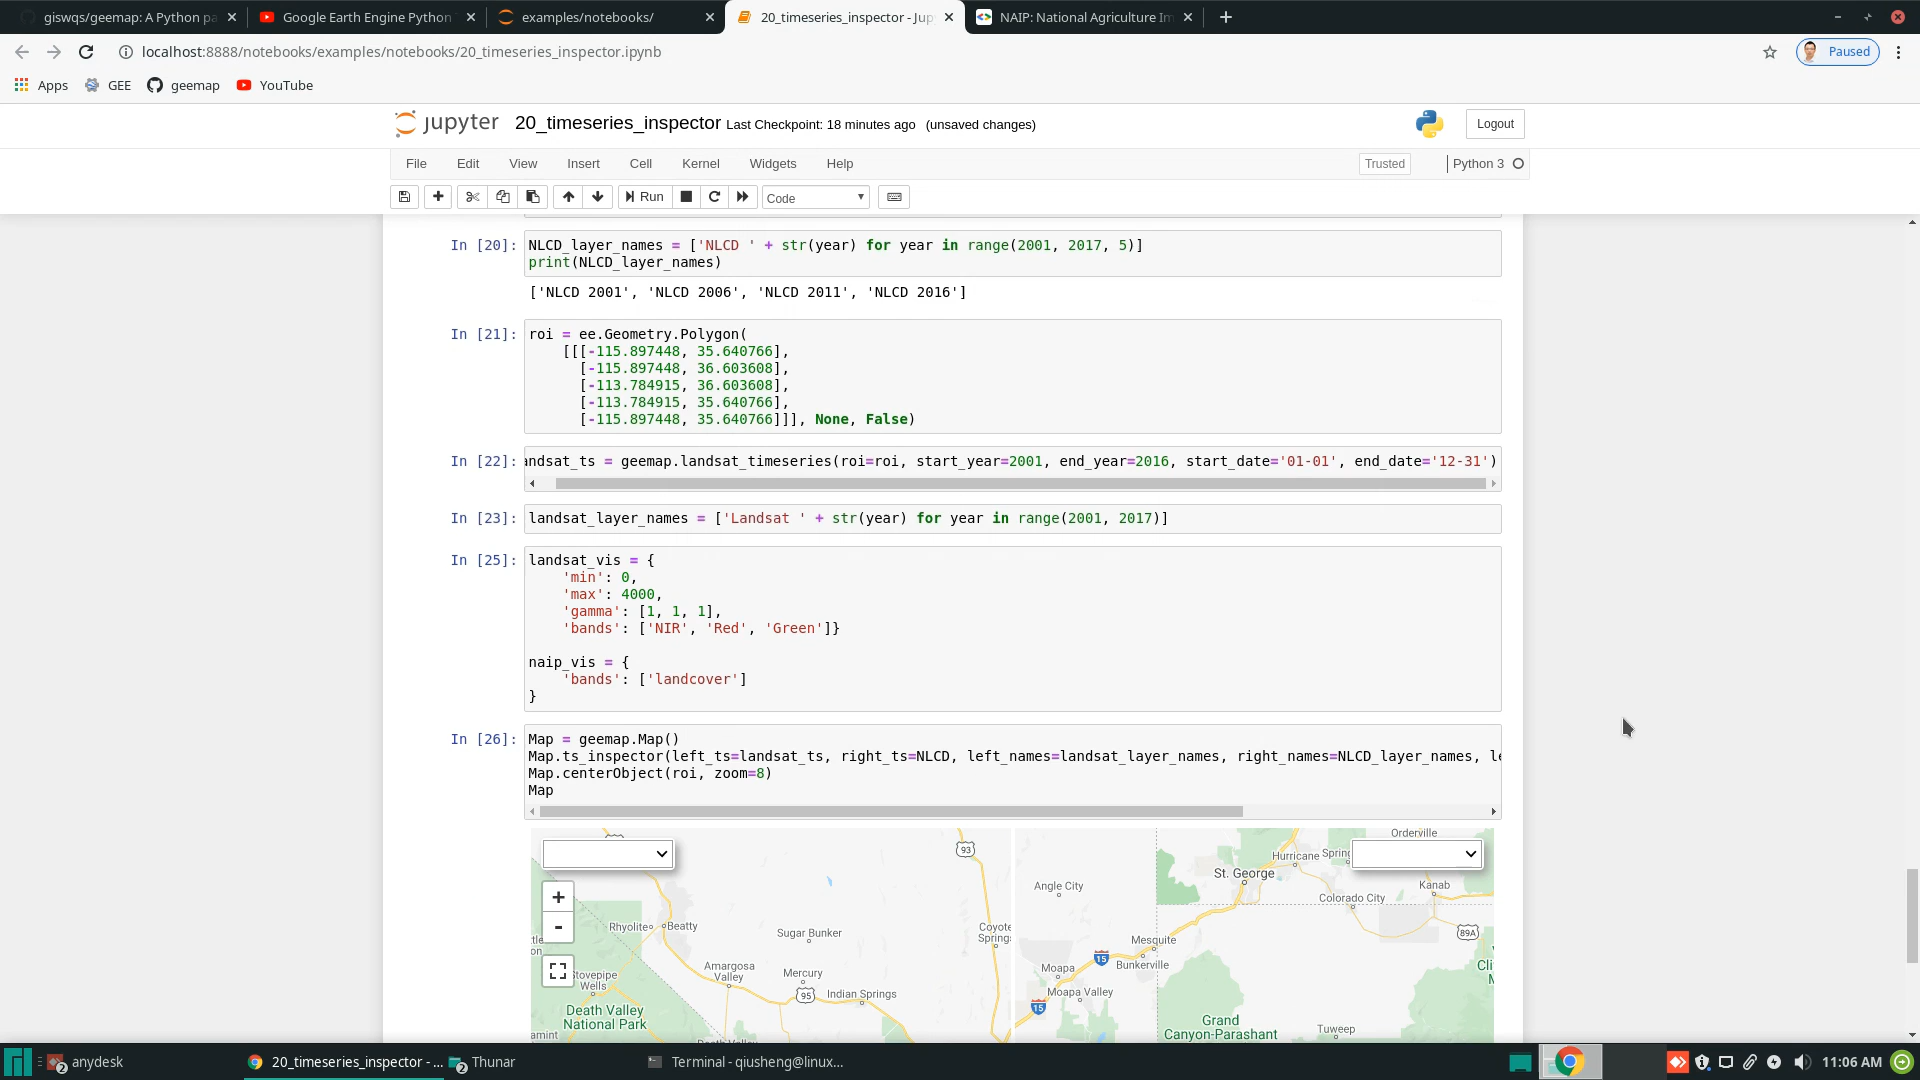 giswqs/geemap: A Python pa
Google Earth Engine Python
examples/notebooks/
20_timeseries_inspector - Jup
NAIP: National Agriculture Im
localhost:8888/notebooks/examples/notebooks/20_timeseries_inspector.ipynb
Paused
Apps
GEE
geemap
YouTube
jupyter
20_timeseries_inspector
Last Checkpoint: 18 minutes ago
(unsaved changes)
Logout
File
Edit
View
Insert
Cell
Kernel
Widgets
Help
Trusted
Python 3
Run
Code
In [20]:
NLCD_layer_names = ['NLCD ' + str(year) for year in range(2001, 2017, 5)]
print(NLCD_layer_names)
['NLCD 2001', 'NLCD 2006', 'NLCD 2011', 'NLCD 2016']
In [21]:
roi = ee.Geometry.Polygon(
[[[-115.897448, 35.640766],
[-115.897448, 36.603608],
[-113.784915, 36.603608],
[-113.784915, 35.640766],
[-115.897448, 35.640766]]], None, False)
In [22]:
andsat_ts = geemap.landsat_timeseries(roi=roi, start_year=2001, end_year=2016, start_date='01-01', end_date='12-31')
In [23]:
landsat_layer_names = ['Landsat ' + str(year) for year in range(2001, 2017)]
In [25]:
landsat_vis = {
'min': 0,
'max': 4000,
'gamma': [1, 1, 1],
'bands': ['NIR', 'Red', 'Green']}
naip_vis = {
'bands': ['landcover']
}
In [26]:
Map = geemap.Map()
Map.ts_inspector(left_ts=landsat_ts, right_ts=NLCD, left_names=landsat_layer_names, right_names=NLCD_layer_names, le
Map.centerObject(roi, zoom=8)
Map
+
-
93
Rhyolite
Beatty
Sugar Bunker
Coyote
Springs
Amargosa
Valley
Mercury
95
Indian Springs
Stovepipe
Wells
Death Valley
National Park
amint
Orderville
Hurricane
Spring
St. George
Angle City
Kanab
Colorado City
89A
Mesquite
15
Bunkerville
Moapa
Moapa Valley
15
Cli
Grand
Canyon-Parashant
Tuweep
2
anydesk
20_timeseries_inspector - ...
2
Thunar
Terminal - qiusheng@linux...
11:06 AM